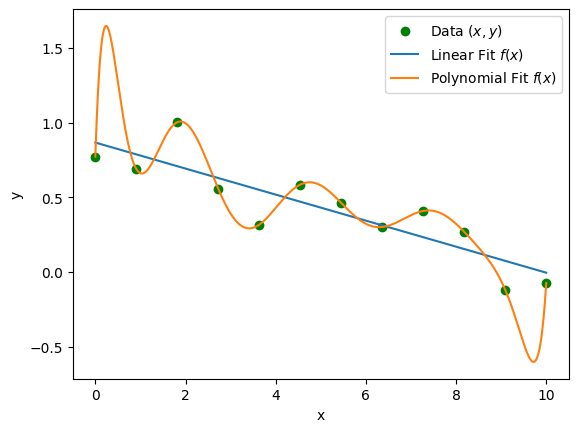 Data (x, y)
Linear Fit f(x)
Polynomial Fit f(x)
1.5
1.0
0.5
0.0
−0.5
y
0 2 4 6 8 10
x